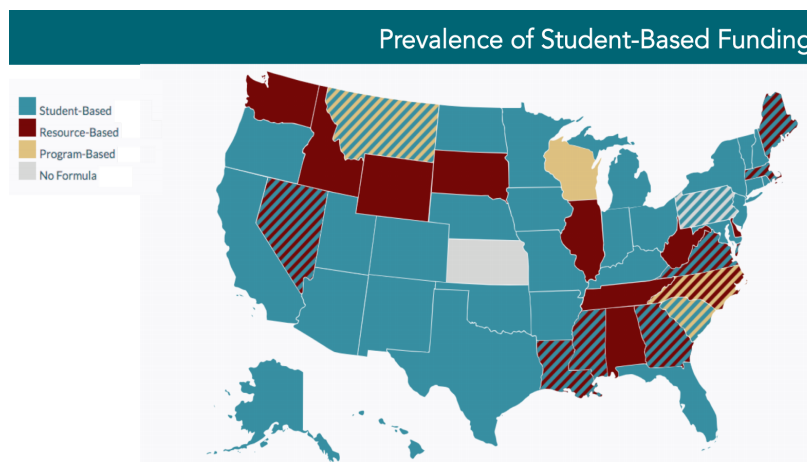 Prevalence of Student-Based Funding
Student-Based
Resource-Based
Program-Based
No Formula